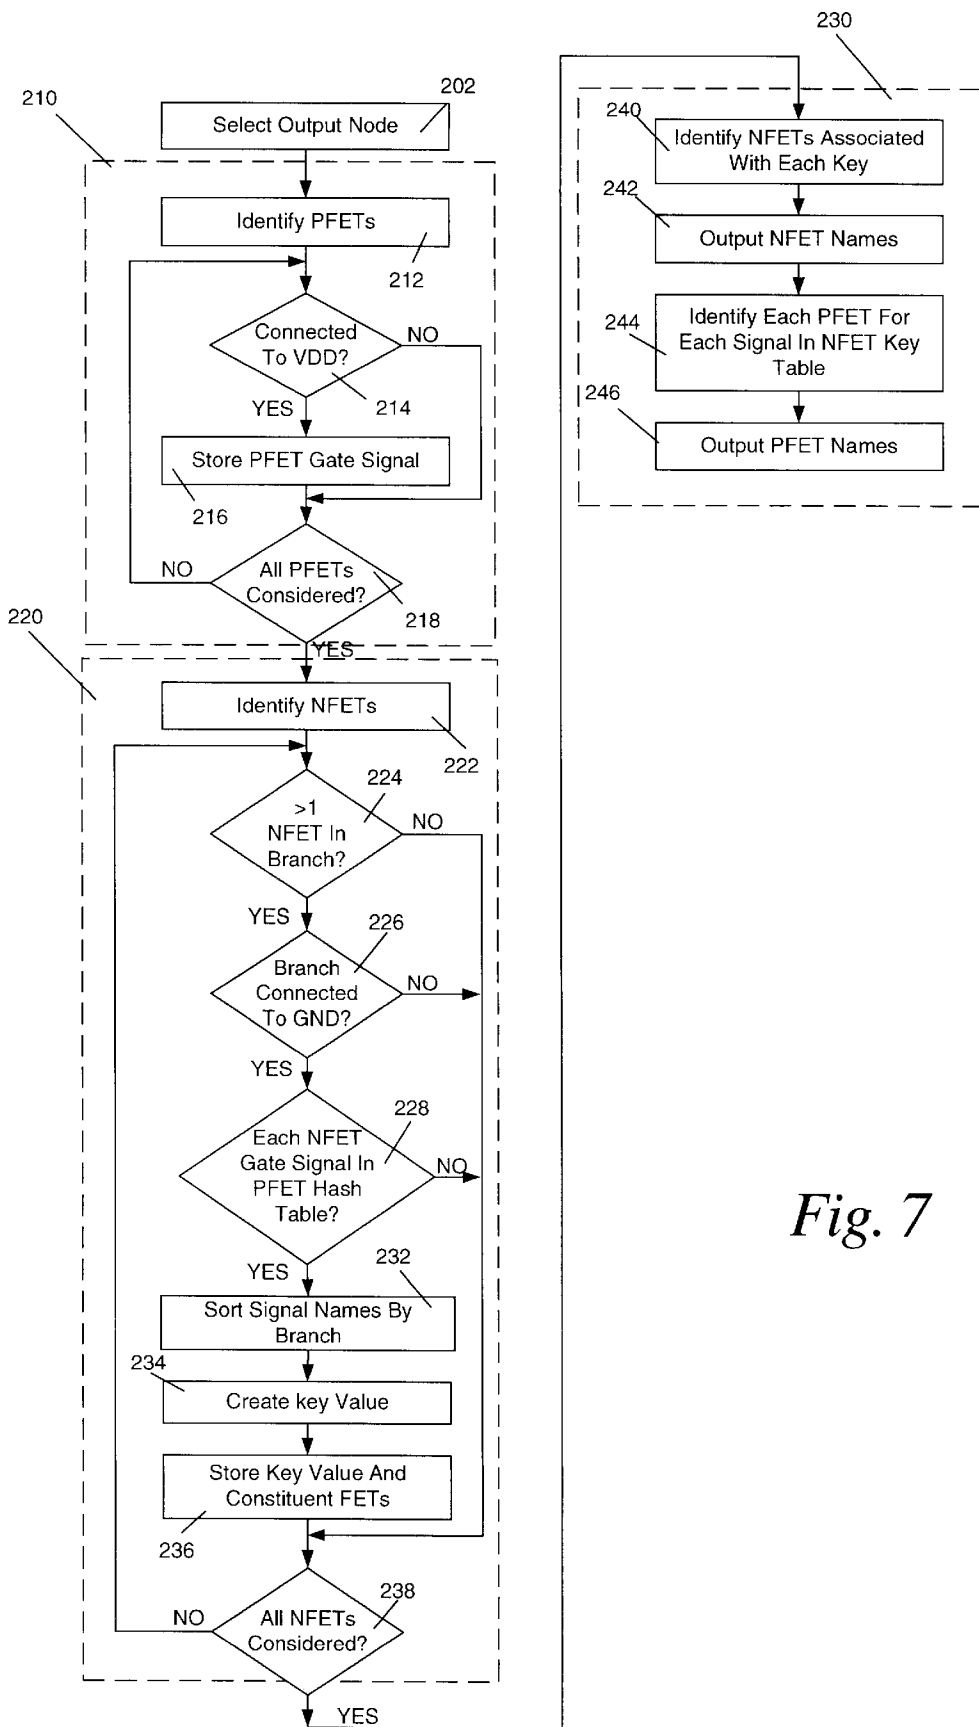 210
202
Select Output Node
Identify PFETs
212
Connected
To VDD?
NO
214
YES
Store PFET Gate Signal
216
NO
All PFETs
Considered?
218
YES
220
Identify NFETs
222
224
>1
NFET In
Branch?
NO
YES
226
Branch
Connected
To GND?
NO
YES
228
Each NFET
Gate Signal In
PFET Hash
Table?
NO
YES
232
Sort Signal Names By
Branch
234
Create key Value
Store Key Value And
Constituent FETs
236
238
NO
All NFETs
Considered?
YES
230
240
Identify NFETs Associated
With Each Key
242
Output NFET Names
244
Identify Each PFET For
Each Signal In NFET Key
Table
246
Output PFET Names
Fig. 7